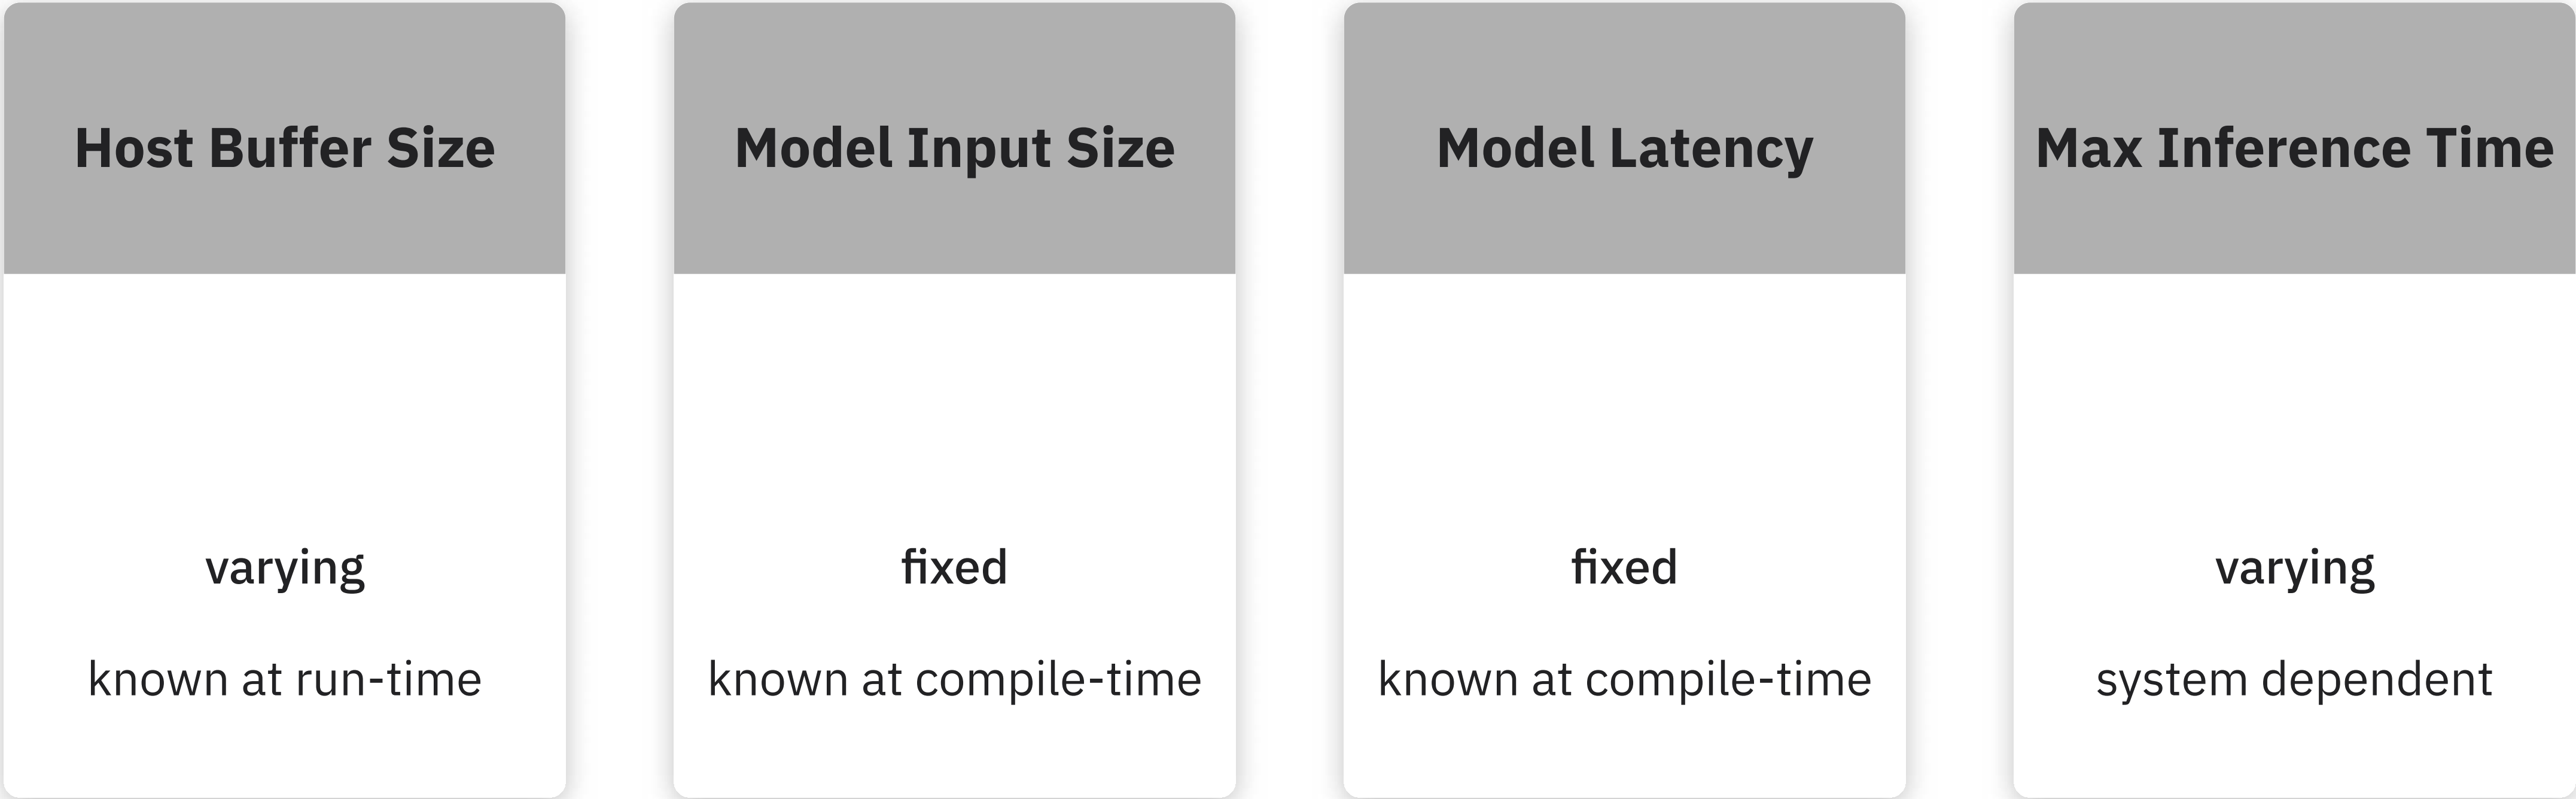 Host Buffer Size
varying
known at run-time
Model Input Size
fixed
known at compile-time
Model Latency
fixed
known at compile-time
Max Inference Time
varying
system dependent